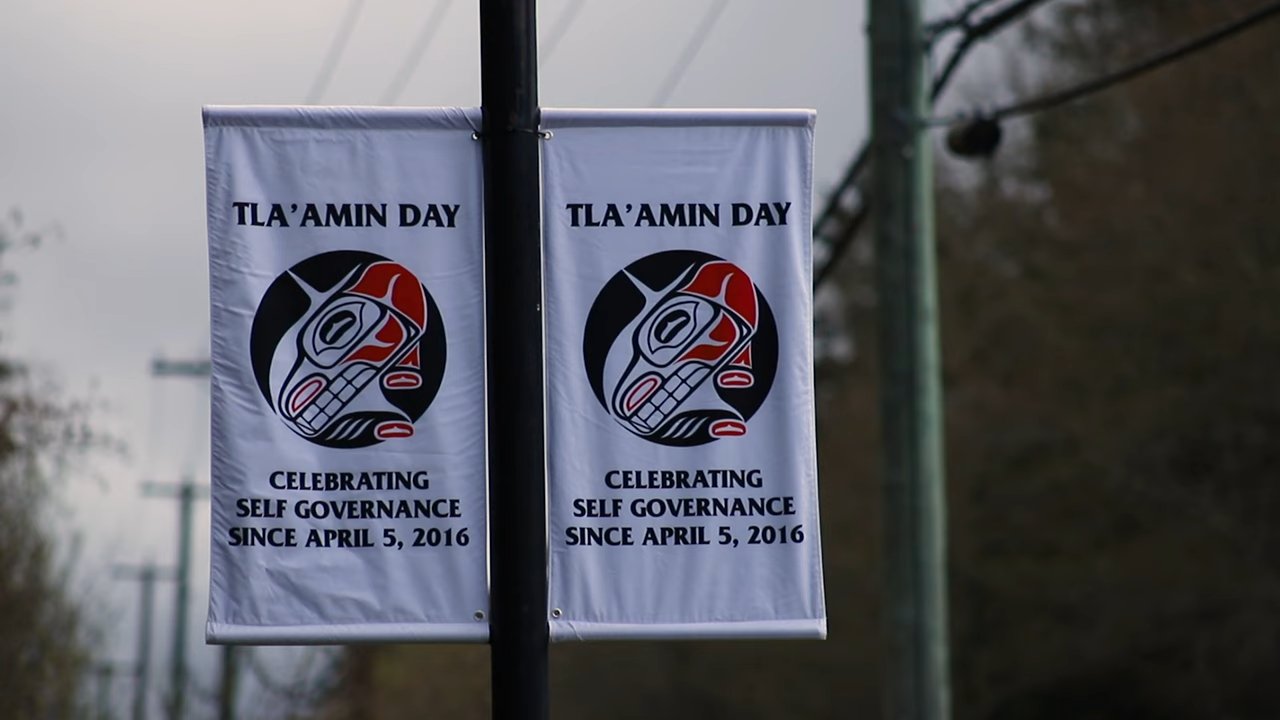 TLA'AMIN DAY
CELEBRATING
SELF GOVERNANCE
SINCE APRIL 5, 2016
TLA'AMIN DAY
CELEBRATING
SELF GOVERNANCE
SINCE APRIL 5, 2016